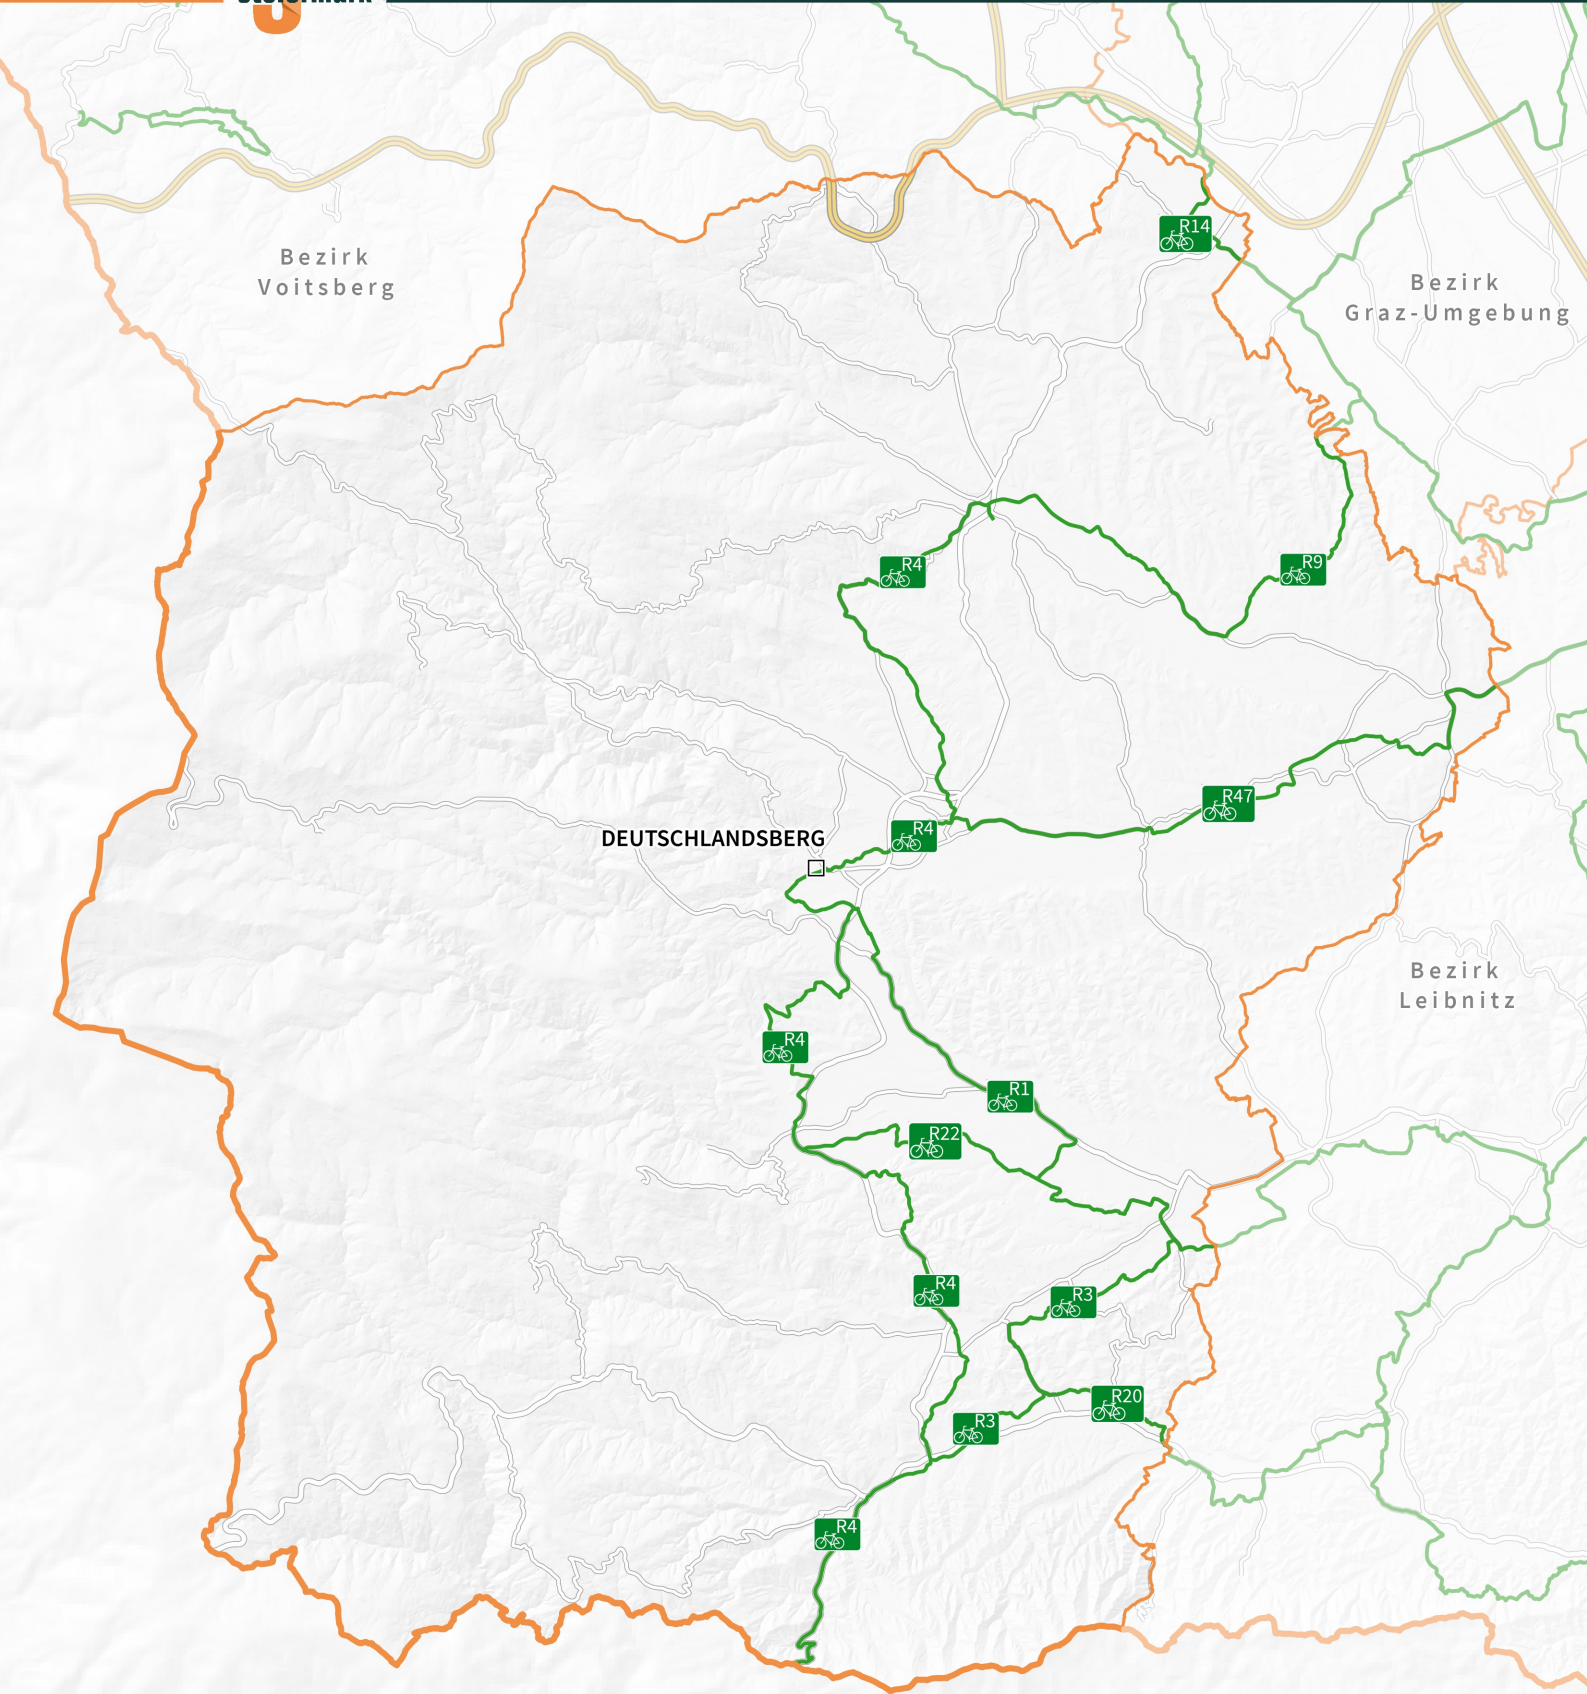 Bezirk
Voitsberg
R14
Bezirk
Graz-Umgebung
R4
R9
R47
R4
DEUTSCHLANDSBERG
Bezirk
Leibnitz
R4
R1
R22
R4
R3
R20
R3
R4